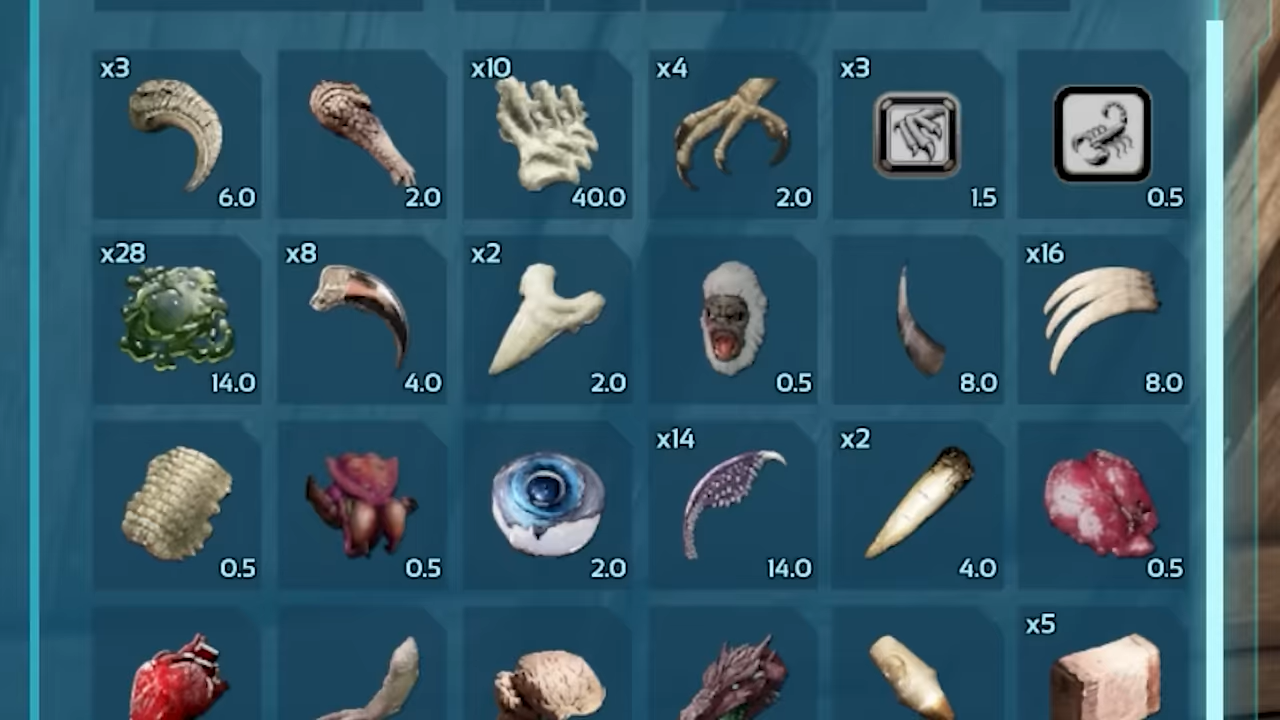 x3 x10 x4 x3
6.0 2.0 40.0 2.0 1.5 0.5
x28 x8 x2 x16
14.0 4.0 2.0 0.5 8.0 8.0
x14 x2
0.5 0.5 2.0 14.0 4.0 0.5
x5